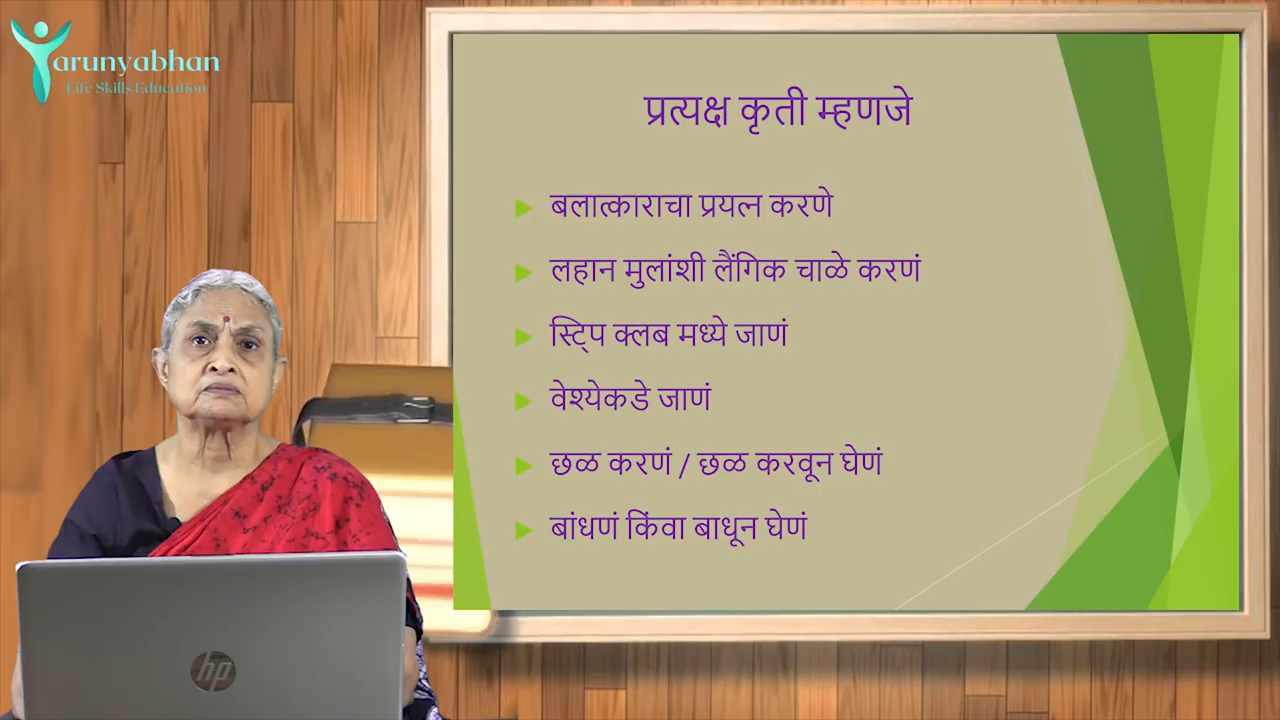 Tarunyabhan
Life Skills Education
प्रत्यक्ष कृती म्हणजे
बलात्काराचा प्रयत्न करणे
लहान मुलांशी लैंगिक चाळे करणं
स्ट्रिप क्लब मध्ये जाणं
वेश्येकडे जाणं
छळ करणं / छळ करवून घेणं
बांधणं किंवा बाधून घेणं
hp